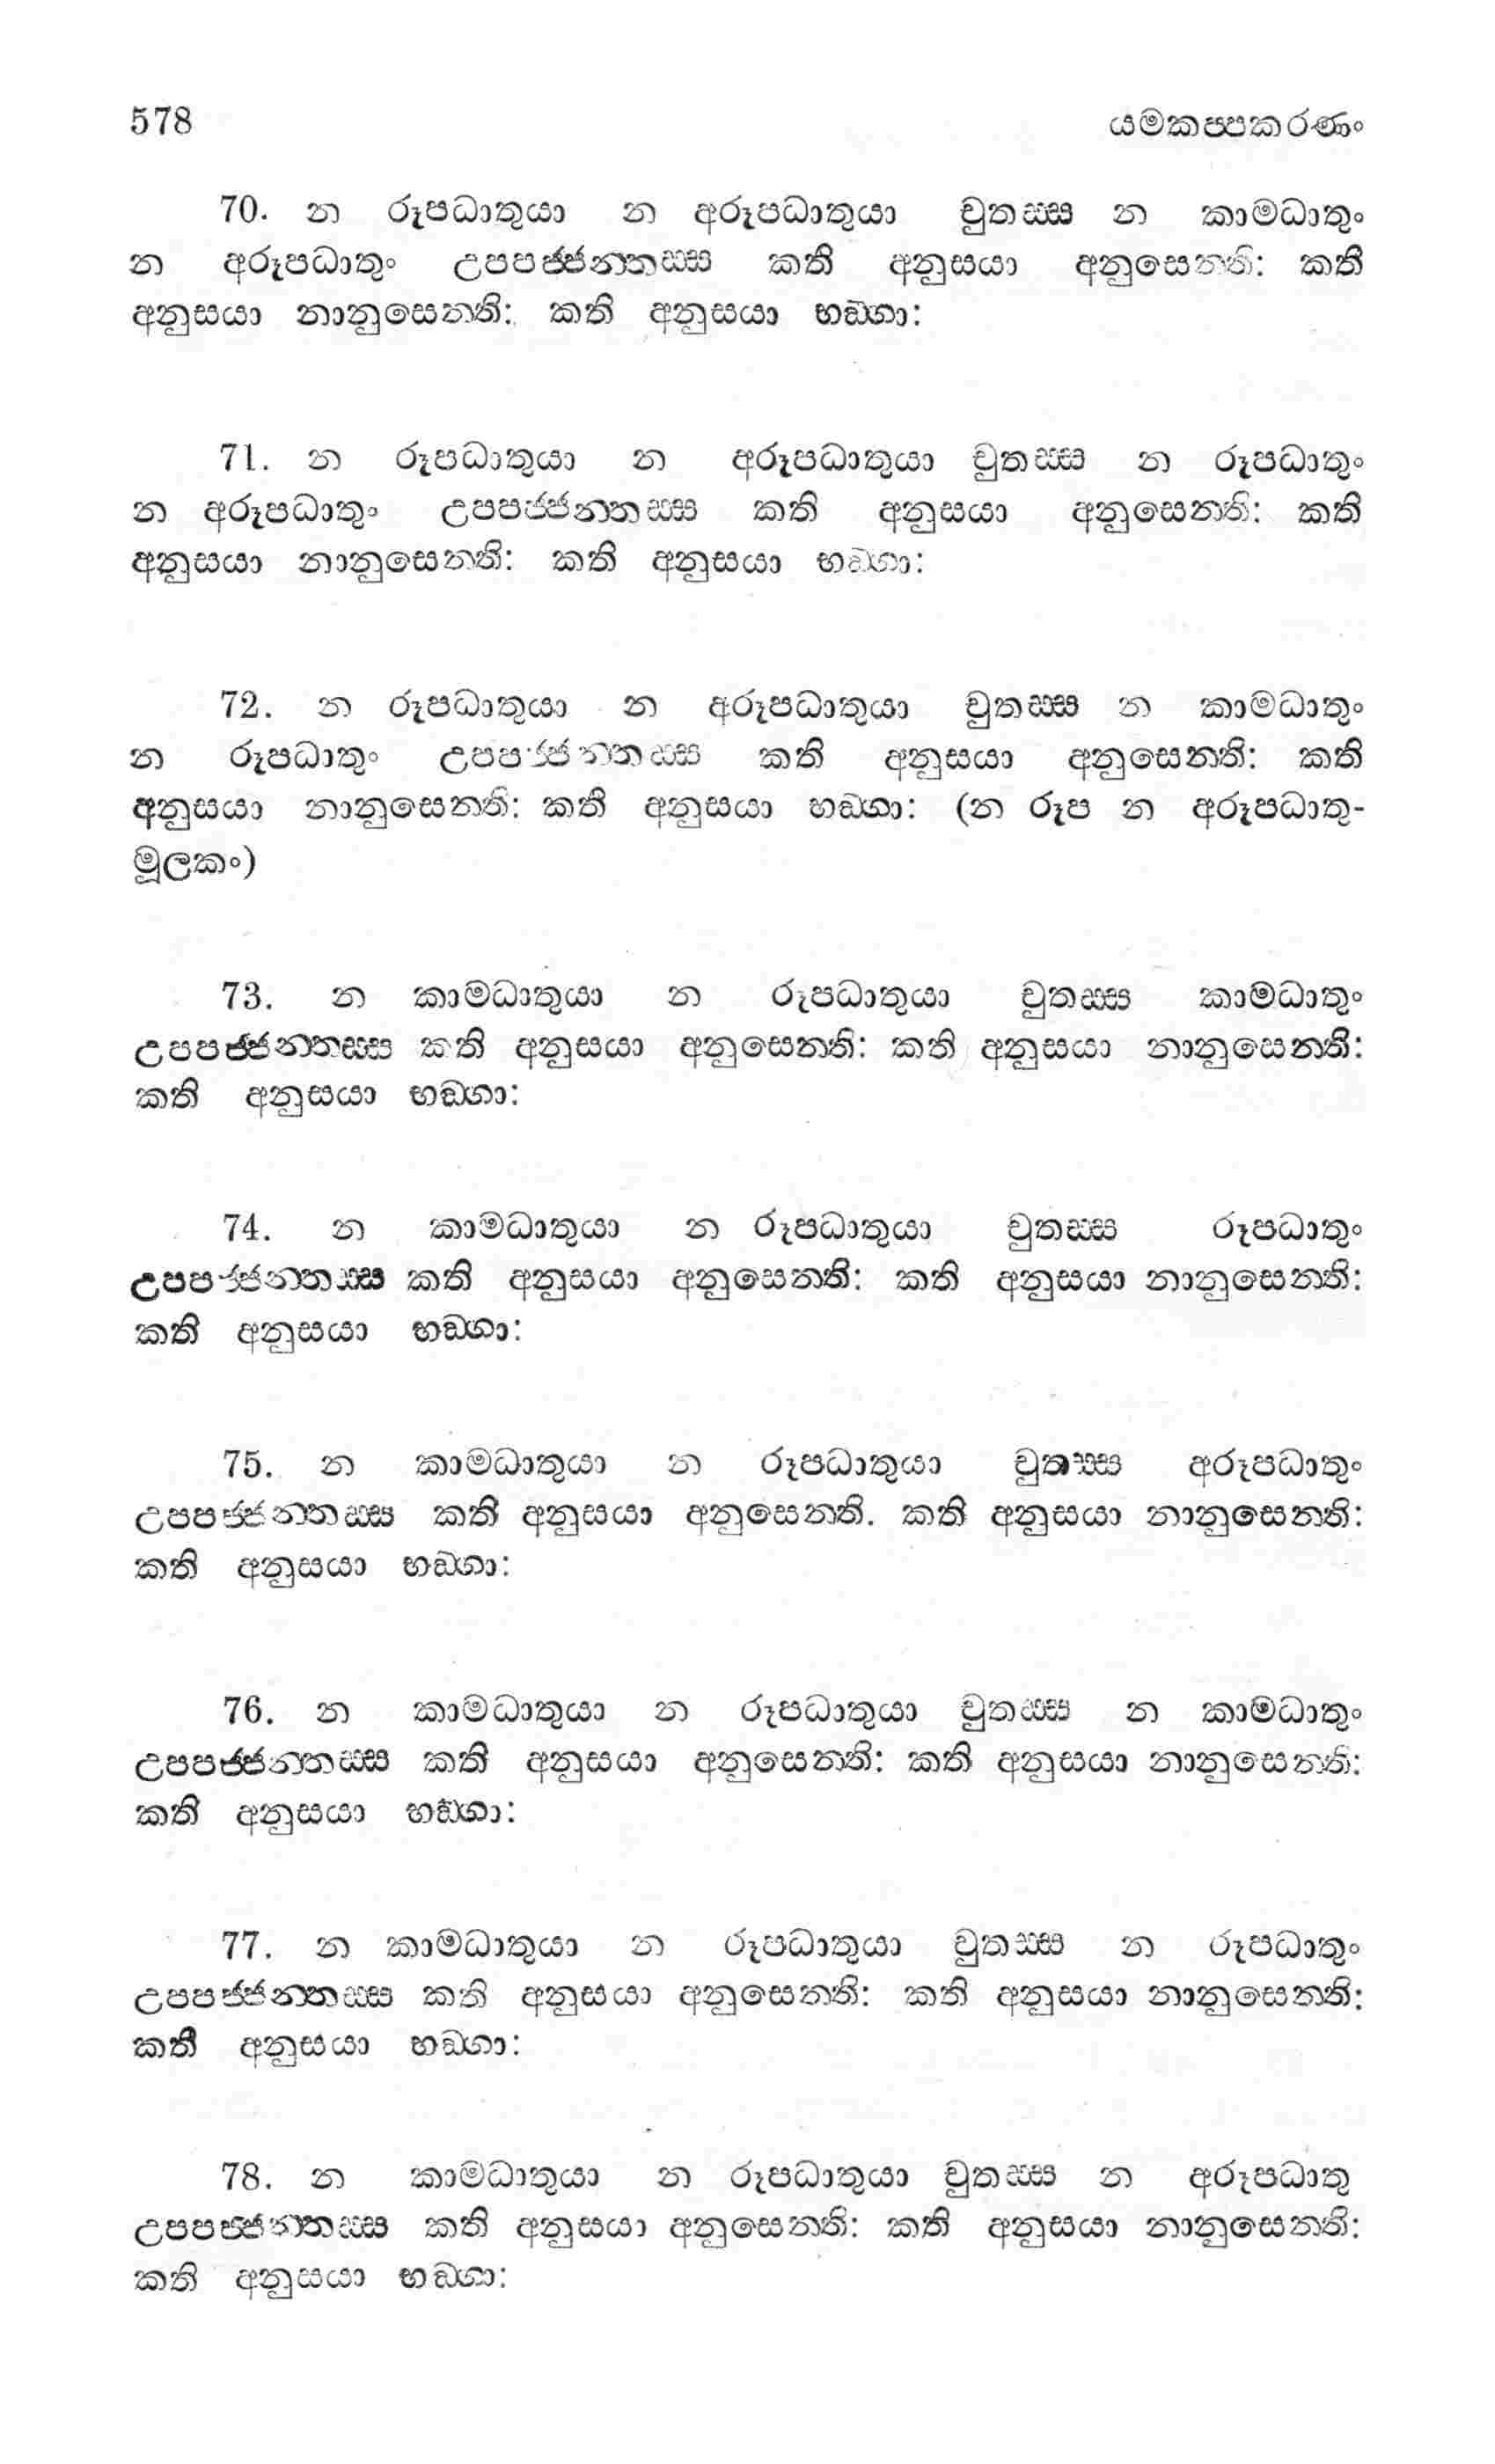 578 යමකප්පකරණං
70. න රූපධාතුයා න අරූපධාතුයා චුතස්ස න කාමධාතුං
න අරූපධාතුං උපපජ්ජන්තස්ස කති අනුසයා අනුසෙන්ති: කති
අනුසයා නානුසෙන්ති: කති අනුසයා භඞ්ගා:
71. න රූපධාතුයා න අරූපධාතුයා චුතස්ස න රූපධාතුං
න අරූපධාතුං උපපජ්ජන්තස්ස කති අනුසයා අනුසෙන්ති: කති
අනුසයා නානුසෙන්ති: කති අනුසයා භඞ්ගා:
72. න රූපධාතුයා න අරූපධාතුයා චුතස්ස න කාමධාතුං
න රූපධාතුං උපපජ්ජන්තස්ස කති අනුසයා අනුසෙන්ති: කති
අනුසයා නානුසෙන්ති: කති අනුසයා භඞ්ගා: (න රූප න අරූපධාතු-
මූලකං)
73. න කාමධාතුයා න රූපධාතුයා චුතස්ස කාමධාතුං
උපපජ්ජන්තස්ස කති අනුසයා අනුසෙන්ති: කති අනුසයා නානුසෙන්ති:
කති අනුසයා භඞ්ගා:
74. න කාමධාතුයා න රූපධාතුයා චුතස්ස රූපධාතුං
උපපජ්ජන්තස්ස කති අනුසයා අනුසෙන්ති: කති අනුසයා නානුසෙන්ති:
කති අනුසයා භඞ්ගා:
75. න කාමධාතුයා න රූපධාතුයා චුතස්ස අරූපධාතුං
උපපජ්ජන්තස්ස කති අනුසයා අනුසෙන්ති. කති අනුසයා නානුසෙන්ති:
කති අනුසයා භඞ්ගා:
76. න කාමධාතුයා න රූපධාතුයා චුතස්ස න කාමධාතුං
උපපජ්ජන්තස්ස කති අනුසයා අනුසෙන්ති: කති අනුසයා නානුසෙන්ති:
කති අනුසයා භඞ්ගා:
77. න කාමධාතුයා න රූපධාතුයා චුතස්ස න රූපධාතුං
උපපජ්ජන්තස්ස කති අනුසයා අනුසෙන්ති: කති අනුසයා නානුසෙන්ති:
කති අනුසයා භඞ්ගා:
78. න කාමධාතුයා න රූපධාතුයා චුතස්ස න අරූපධාතු
උපපජ්ජන්තස්ස කති අනුසයා අනුසෙන්ති: කති අනුසයා නානුසෙන්ති:
කති අනුසයා භඞ්ගා: